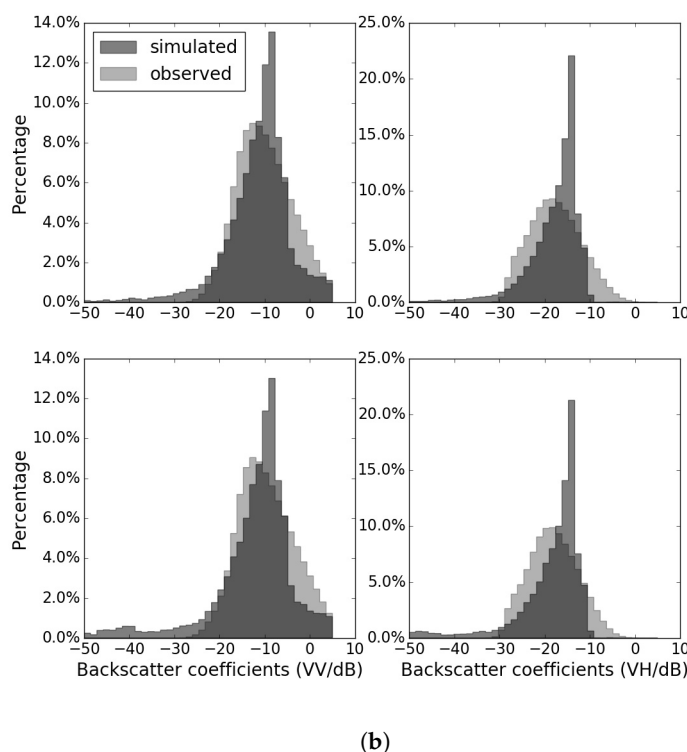 14.0%
12.0%
10.0%
8.0%
6.0%
4.0%
2.0%
0.0%
Percentage
simulated
observed
−50 −40 −30 −20 −10 0 10
25.0%
20.0%
15.0%
10.0%
5.0%
0.0%
−50 −40 −30 −20 −10 0 10
14.0%
12.0%
10.0%
8.0%
6.0%
4.0%
2.0%
0.0%
Percentage
−50 −40 −30 −20 −10 0 10
Backscatter coefficients (VV/dB)
25.0%
20.0%
15.0%
10.0%
5.0%
0.0%
−50 −40 −30 −20 −10 0 10
Backscatter coefficients (VH/dB)
(b)